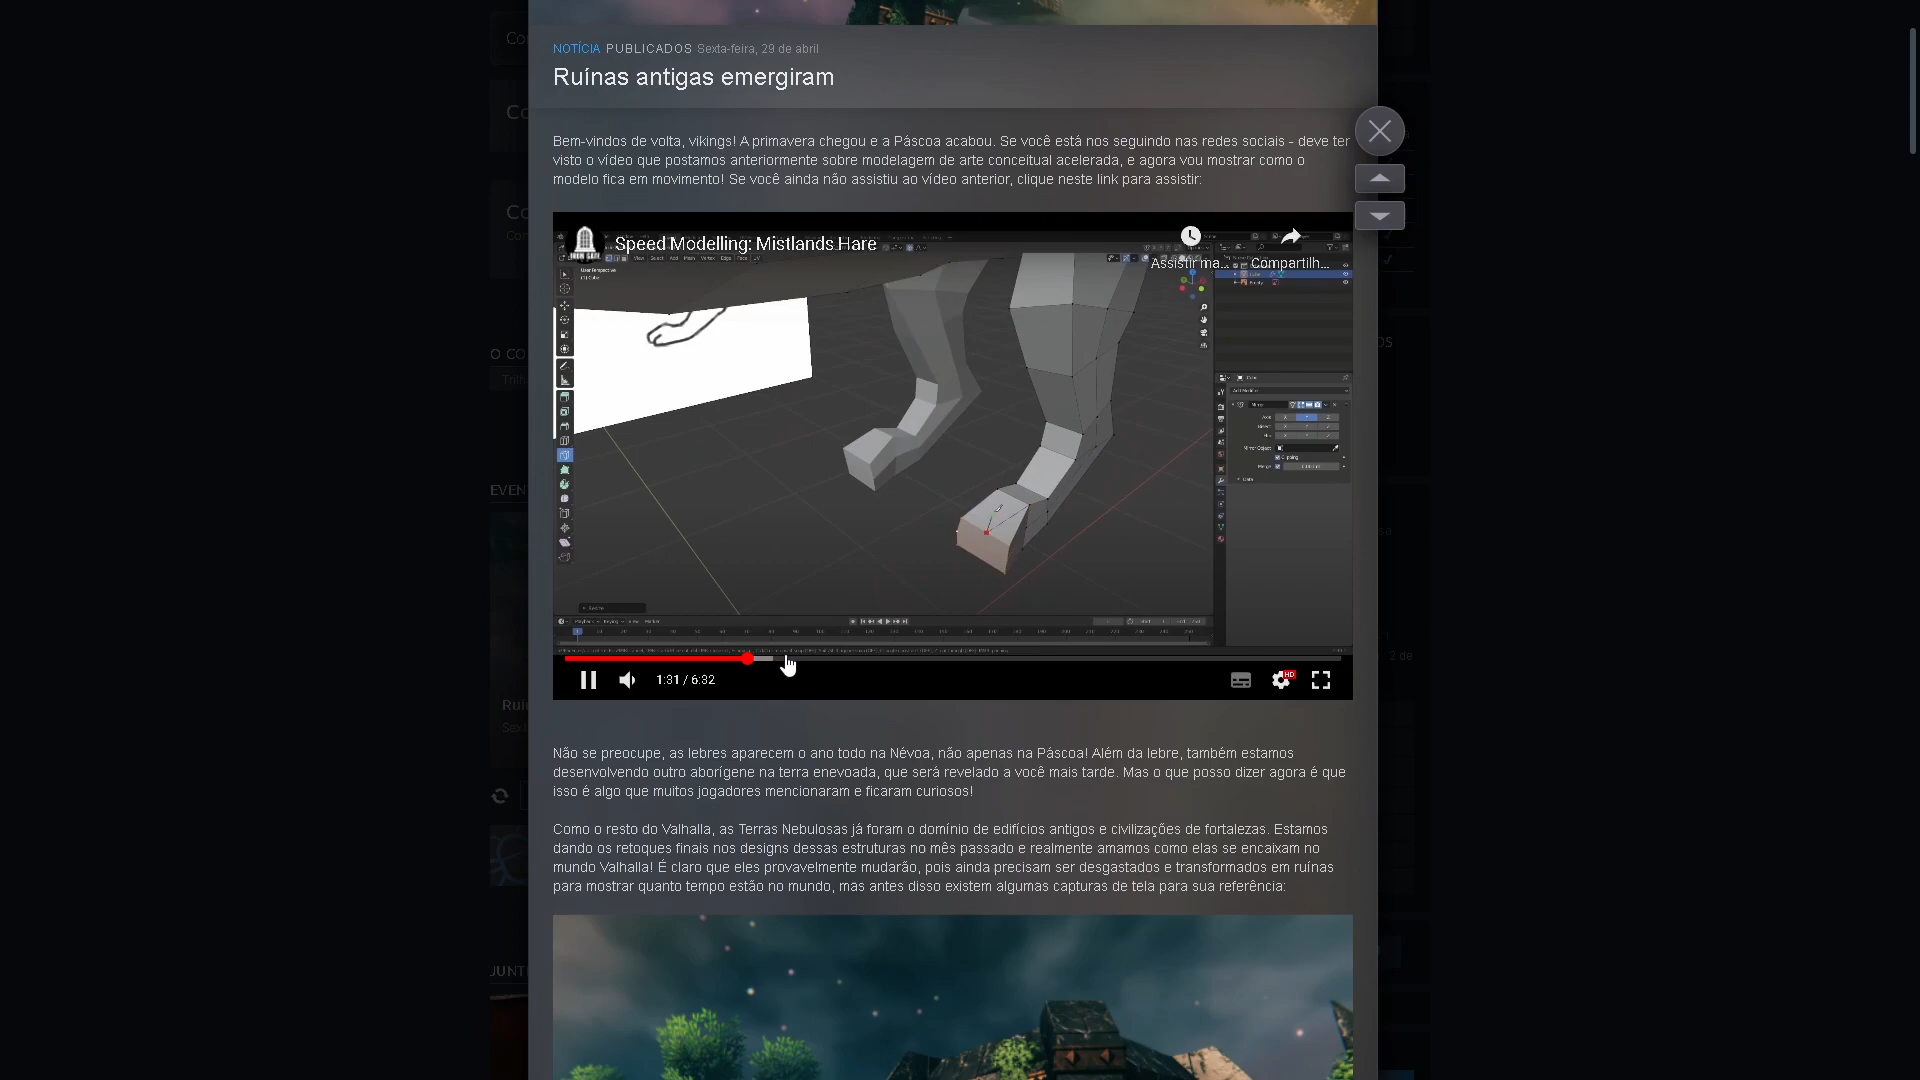 NOTÍCIA PUBLICADOS Sexta-feira, 29 de abril
Ruínas antigas emergiram
Bem-vindos de volta, vikings! A primavera chegou e a Páscoa acabou. Se você está nos seguindo nas redes sociais - deve ter
visto o vídeo que postamos anteriormente sobre modelagem de arte conceitual acelerada, e agora vou mostrar como o
modelo fica em movimento! Se você ainda não assistiu ao vídeo anterior, clique neste link para assistir:
Speed Modelling: Mistlands Hare
Assistir ma...
Compartilh...
1:31 / 6:32
HD
Não se preocupe, as lebres aparecem o ano todo na Névoa, não apenas na Páscoa! Além da lebre, também estamos
desenvolvendo outro aborígene na terra enevoada, que será revelado a você mais tarde. Mas o que posso dizer agora é que
isso é algo que muitos jogadores mencionaram e ficaram curiosos!
Como o resto do Valhalla, as Terras Nebulosas já foram o domínio de edifícios antigos e civilizações de fortalezas. Estamos
dando os retoques finais nos designs dessas estruturas no mês passado e realmente amamos como elas se encaixam no
mundo Valhalla! É claro que eles provavelmente mudarão, pois ainda precisam ser desgastados e transformados em ruínas
para mostrar quanto tempo estão no mundo, mas antes disso existem algumas capturas de tela para sua referência: